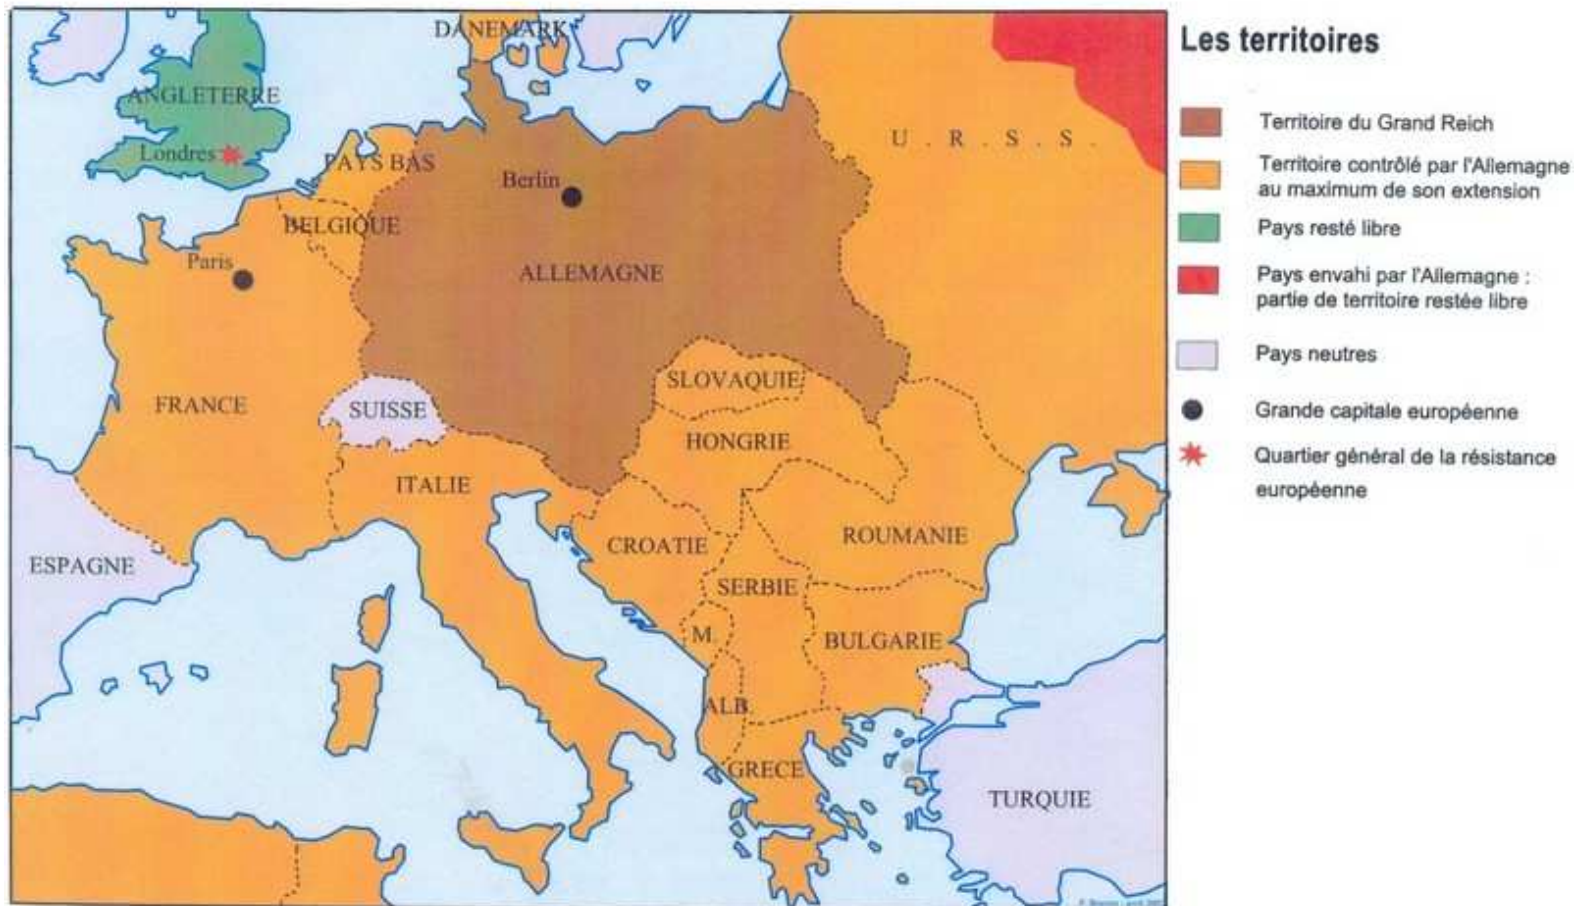 DANEMARK
ANGLETERRE
Londres
PAYS BAS
Berlin
U . R . S . S .
BELGIQUE
Paris
ALLEMAGNE
SLOVAQUIE
FRANCE
SUISSE
HONGRIE
ITALIE
CROATIE
ROUMANIE
ESPAGNE
SERBIE
M.
BULGARIE
ALB.
GRECE
TURQUIE
Les territoires
Territoire du Grand Reich
Territoire contrôlé par l'Allemagne
au maximum de son extension
Pays resté libre
Pays envahi par l'Allemagne :
partie de territoire restée libre
Pays neutres
Grande capitale européenne
Quartier général de la résistance
européenne